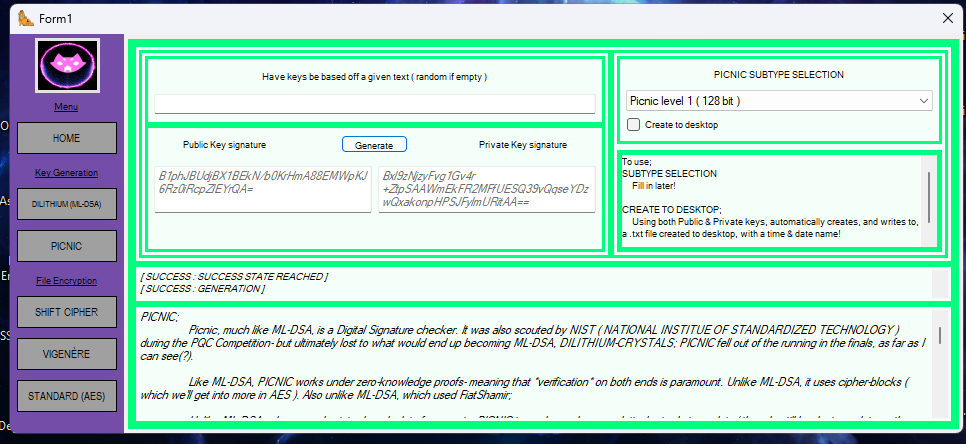 Form1
Menu
HOME
Key Generation
DILITHIUM (ML-DSA)
PICNIC
File Encryption
SHIFT CIPHER
VIGENÈRE
STANDARD (AES)
Have keys be based off a given text ( random if empty )
Public Key signature
Generate
Private Key signature
PICNIC SUBTYPE SELECTION
Picnic level 1 ( 128 bit )
Create to desktop
To use;
SUBTYPE SELECTION
Fill in later!
CREATE TO DESKTOP;
Using both Public & Private keys, automatically creates, and writes to,
a .txt file created to desktop, with a time & date name!
[ SUCCESS : SUCCESS STATE REACHED ]
[ SUCCESS : GENERATION ]
PICNIC;
Picnic, much like ML-DSA, is a Digital Signature checker. It was also scouted by NIST ( NATIONAL INSTITUE OF STANDARDIZED TECHNOLOGY )
during the PQC Competition- but ultimately lost to what would end up becoming ML-DSA, DILITHIUM-CRYSTALS; PICNIC fell out of the running in the finals, as far as I
can see(?).
Like ML-DSA, PICNIC works under zero-knowledge proofs- meaning that "verification" on both ends is paramount. Unlike ML-DSA, it uses cipher-blocks (
which we'll get into more in AES ). Also unlike ML-DSA, which used FiatShamir;